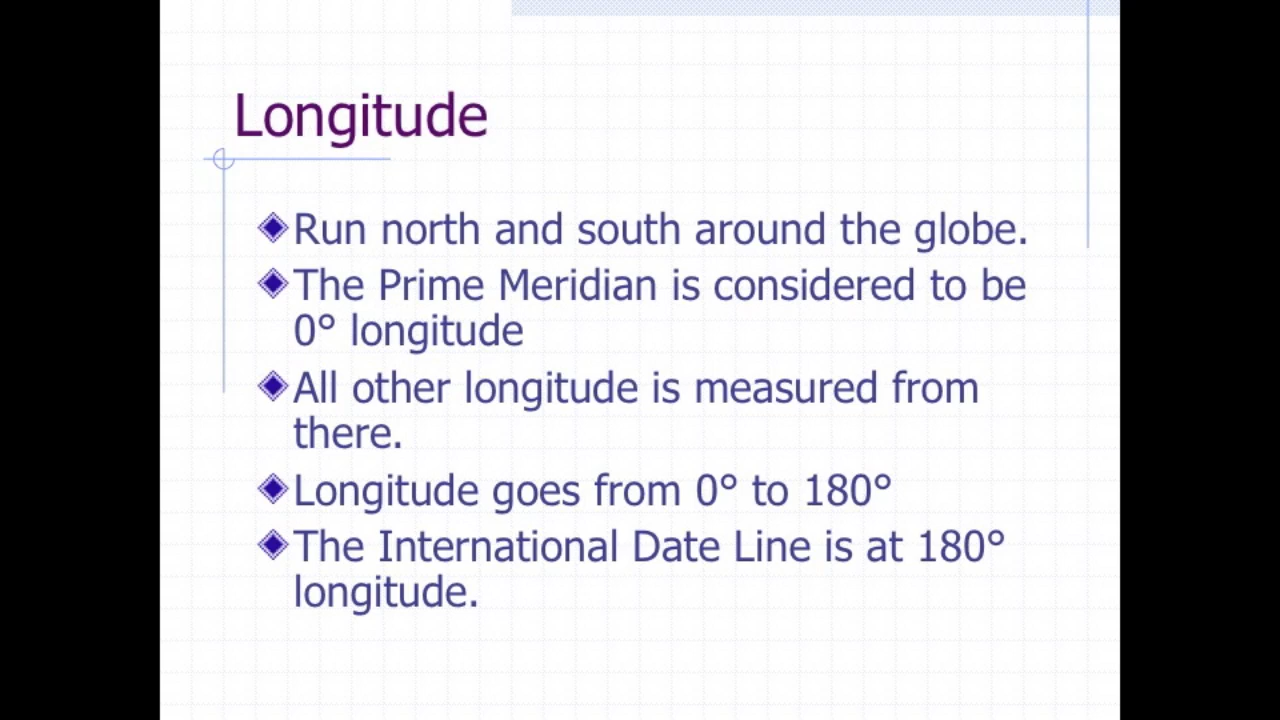 Longitude
Run north and south around the globe.
The Prime Meridian is considered to be
0° longitude
All other longitude is measured from
there.
Longitude goes from 0° to 180°
The International Date Line is at 180°
longitude.